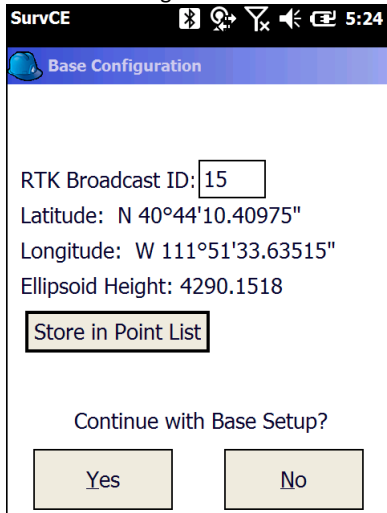 SurvCE 5:24
Base Configuration
RTK Broadcast ID: 15
Latitude: N 40°44'10.40975"
Longitude: W 111°51'33.63515"
Ellipsoid Height: 4290.1518
Store in Point List
Continue with Base Setup?
Yes No